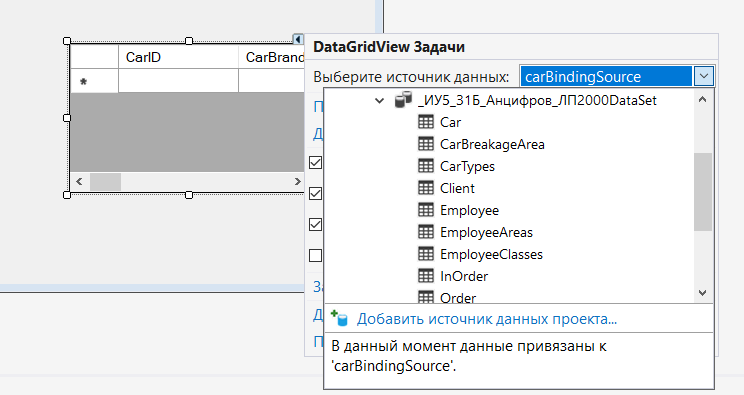 CarID CarBrand
*
DataGridView Задачи
Выберите источник данных: carBindingSource
П
Д
За
Д
П
_ИУ5_31Б_Анцифров_ЛП2000DataSet
Car
CarBreakageArea
CarTypes
Client
Employee
EmployeeAreas
EmployeeClasses
InOrder
Order
Добавить источник данных проекта...
В данный момент данные привязаны к
'carBindingSource'.